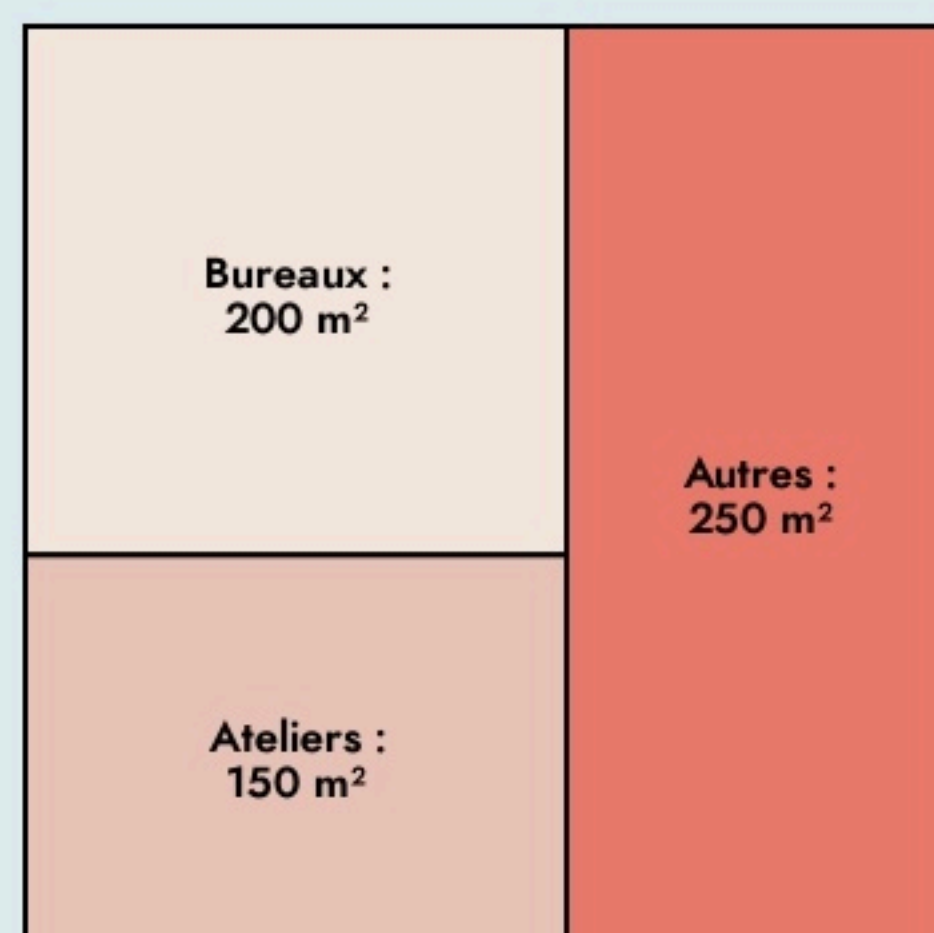 Bureaux :
200 m²
Autres :
250 m²
Ateliers :
150 m²